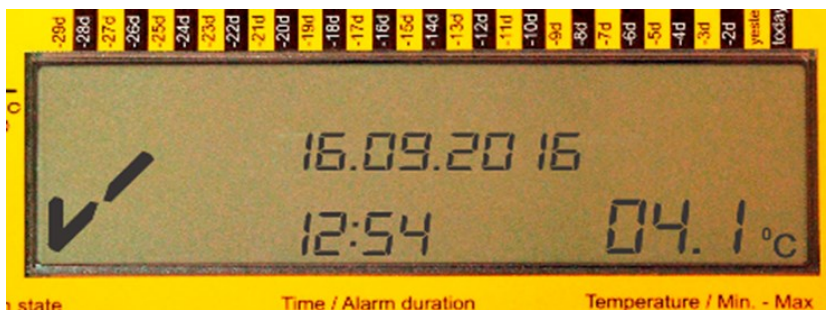 -29d -28d -27d -26d -25d -24d -23d -22d -21d -20d -19d -18d -17d -16d -15d -14d -13d -12d -11d -10d -9d -8d -7d -6d -5d -4d -3d -2d yeste today
16.09.2016
12:54 04.1 °C
state Time / Alarm duration Temperature / Min. - Max